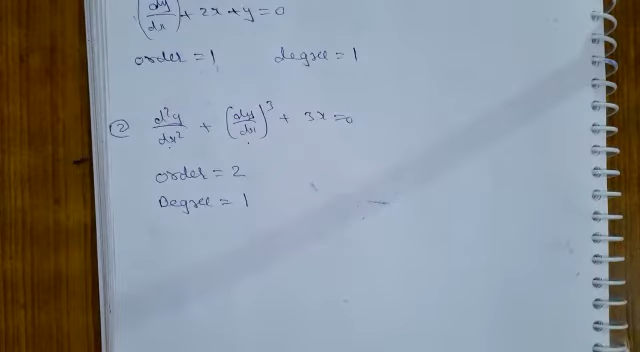 (dy/dx) + 2x + y = 0
order = 1 degree = 1
② d²y/dx² + (dy/dx)³ + 3x = 0
order = 2
Degree = 1